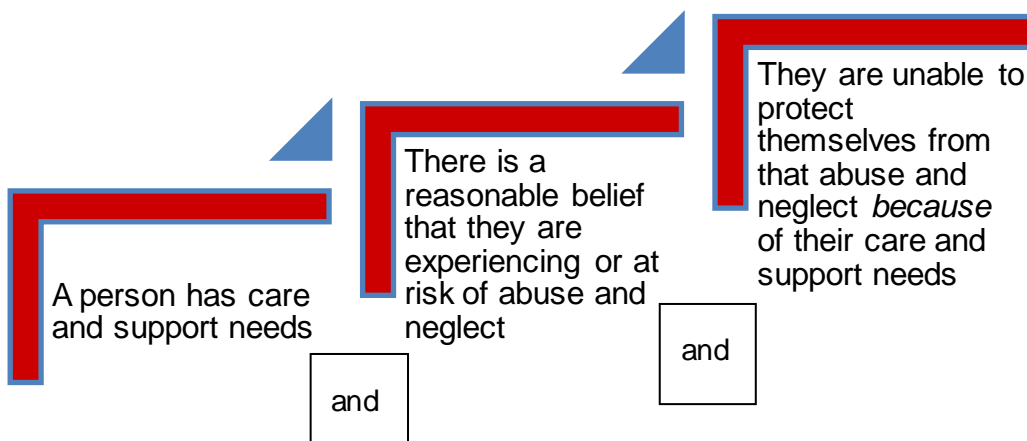 A person has care
and support needs
and
There is a
reasonable belief
that they are
experiencing or at
risk of abuse and
neglect
and
They are unable to
protect
themselves from
that abuse and
neglect because
of their care and
support needs